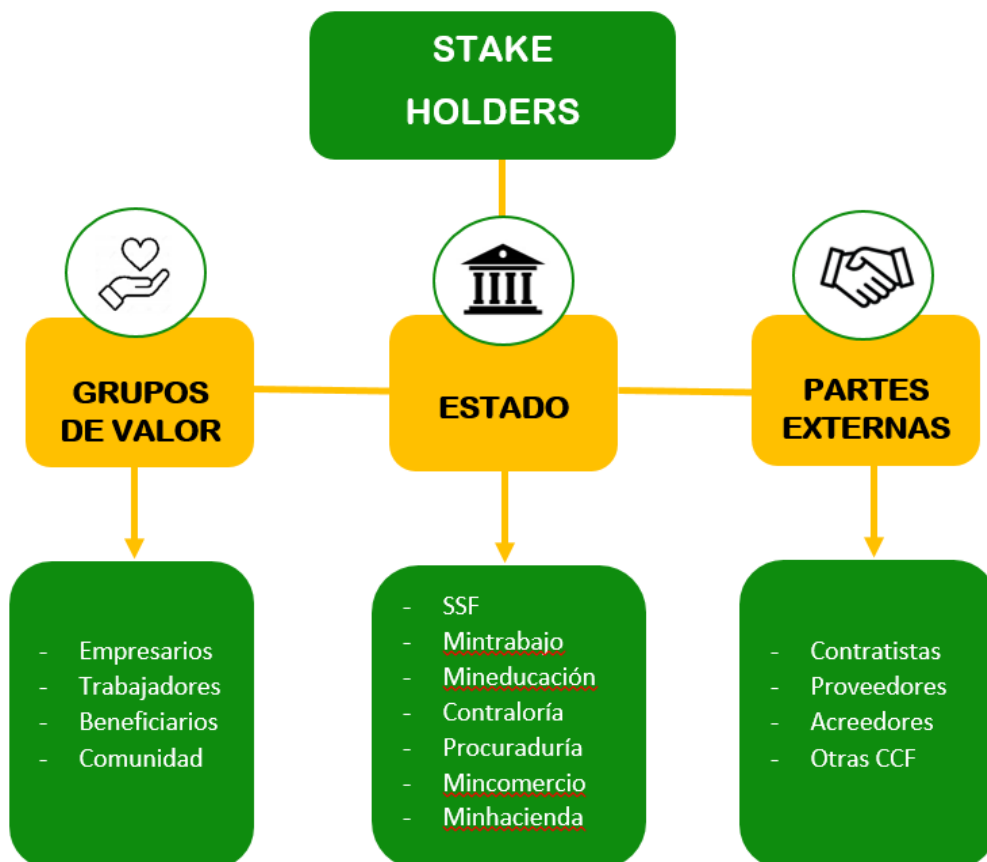 STAKE
HOLDERS
GRUPOS
DE VALOR
ESTADO
PARTES
EXTERNAS
- Empresarios
- Trabajadores
- Beneficiarios
- Comunidad
- SSF
- Mintrabajo
- Mineducación
- Contraloría
- Procuraduría
- Mincomercio
- Minhacienda
- Contratistas
- Proveedores
- Acreedores
- Otras CCF